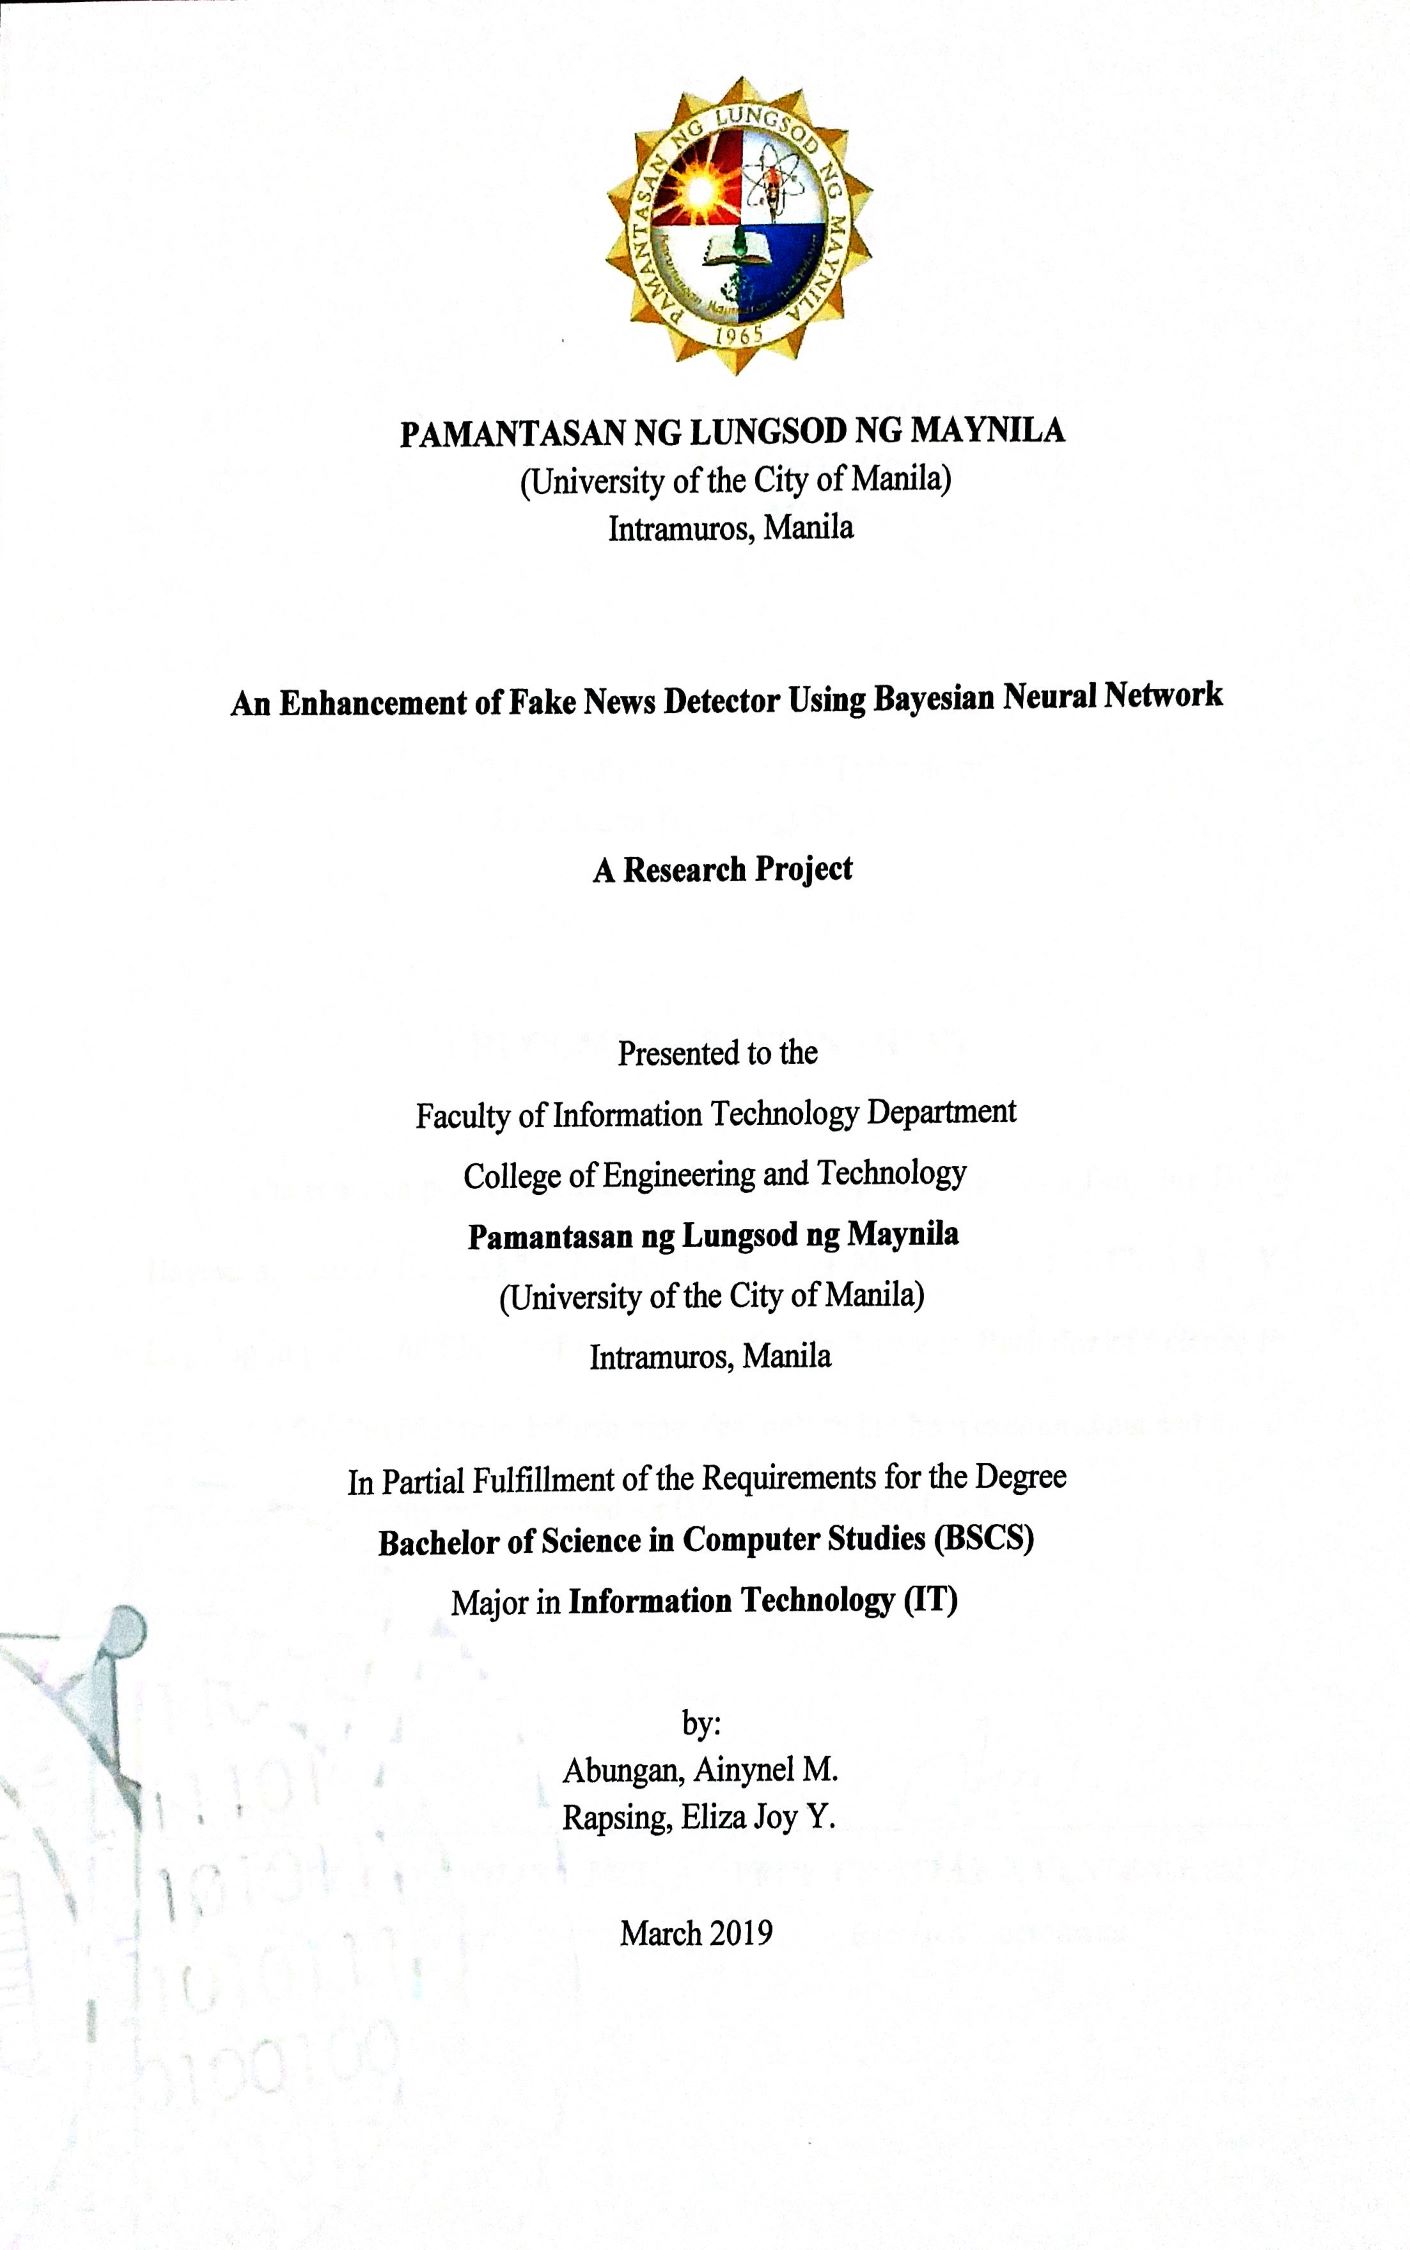 PAMANTASAN NG LUNGSOD NG MAYNILA
1965
PAMANTASAN NG LUNGSOD NG MAYNILA
(University of the City of Manila)
Intramuros, Manila
An Enhancement of Fake News Detector Using Bayesian Neural Network
A Research Project
Presented to the
Faculty of Information Technology Department
College of Engineering and Technology
Pamantasan ng Lungsod ng Maynila
(University of the City of Manila)
Intramuros, Manila
In Partial Fulfillment of the Requirements for the Degree
Bachelor of Science in Computer Studies (BSCS)
Major in Information Technology (IT)
by:
Abungan, Ainynel M.
Rapsing, Eliza Joy Y.
March 2019